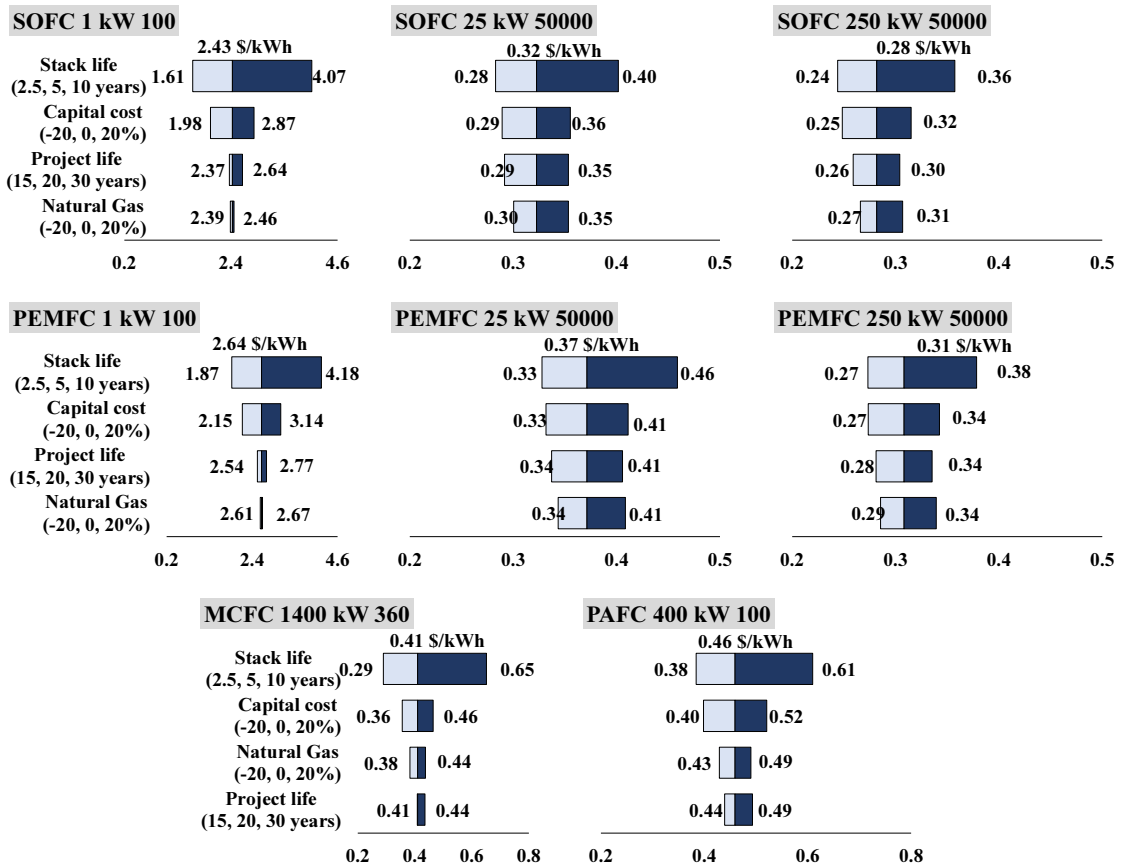 SOFC 1 kW 100
2.43 $/kWh
Stack life
(2.5, 5, 10 years)
1.61
4.07
Capital cost
(-20, 0, 20%)
1.98
2.87
Project life
(15, 20, 30 years)
2.37
2.64
Natural Gas
(-20, 0, 20%)
2.39
2.46
0.2
2.4
4.6
SOFC 25 kW 50000
0.32 $/kWh
0.28
0.40
0.29
0.36
0.29
0.35
0.30
0.35
0.2
0.3
0.4
0.5
SOFC 250 kW 50000
0.28 $/kWh
0.24
0.36
0.25
0.32
0.26
0.30
0.27
0.31
0.2
0.3
0.4
0.5
PEMFC 1 kW 100
2.64 $/kWh
Stack life
(2.5, 5, 10 years)
1.87
4.18
Capital cost
(-20, 0, 20%)
2.15
3.14
Project life
(15, 20, 30 years)
2.54
2.77
Natural Gas
(-20, 0, 20%)
2.61
2.67
0.2
2.4
4.6
PEMFC 25 kW 50000
0.37 $/kWh
0.33
0.46
0.33
0.41
0.34
0.41
0.34
0.41
0.2
0.3
0.4
0.5
PEMFC 250 kW 50000
0.31 $/kWh
0.27
0.38
0.27
0.34
0.28
0.34
0.29
0.34
0.2
0.3
0.4
0.5
MCFC 1400 kW 360
0.41 $/kWh
Stack life
(2.5, 5, 10 years)
0.29
0.65
Capital cost
(-20, 0, 20%)
0.36
0.46
Natural Gas
(-20, 0, 20%)
0.38
0.44
Project life
(15, 20, 30 years)
0.41
0.44
0.2
0.4
0.6
0.8
PAFC 400 kW 100
0.46 $/kWh
0.38
0.61
0.40
0.52
0.43
0.49
0.44
0.49
0.2
0.4
0.6
0.8